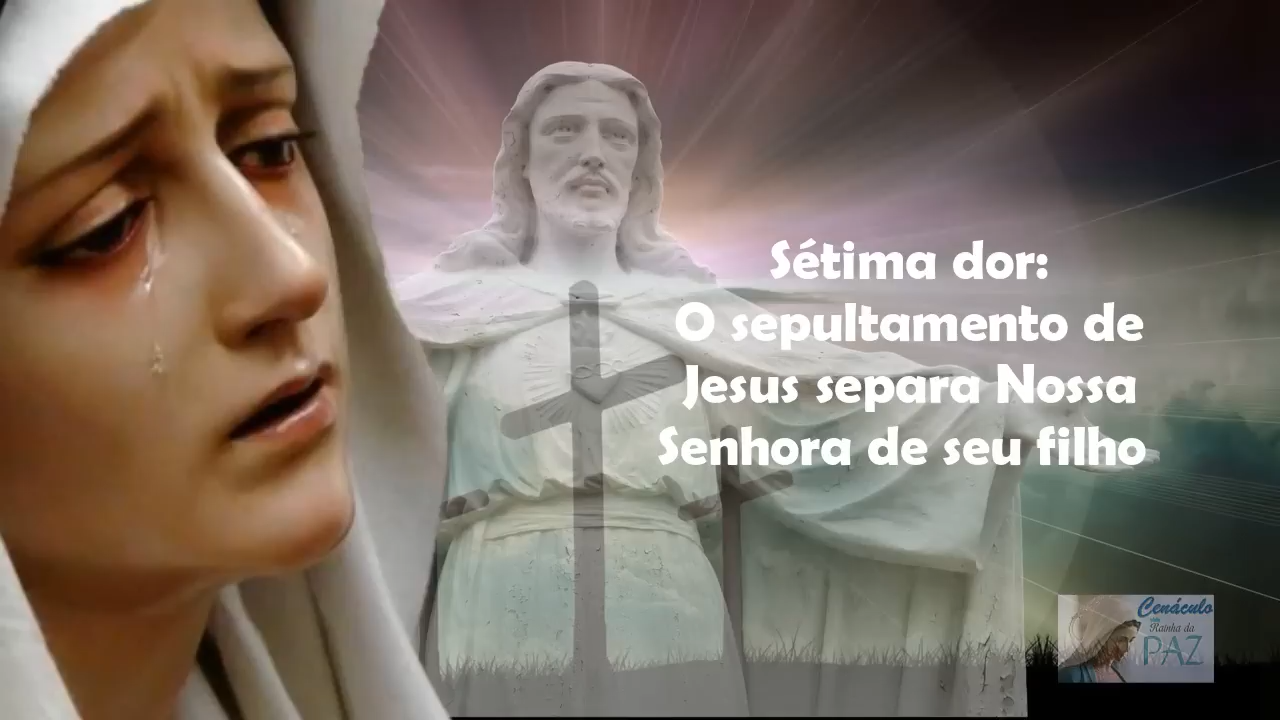 Sétima dor:
O sepultamento de
Jesus separa Nossa
Senhora de seu filho
Cenáculo
Rainha da
PAZ